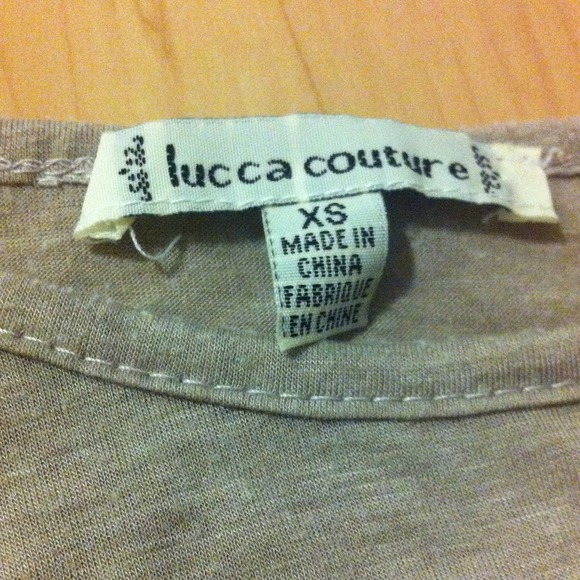 lucca couture
XS
MADE IN
CHINA
FABRIQUE
EN CHINE